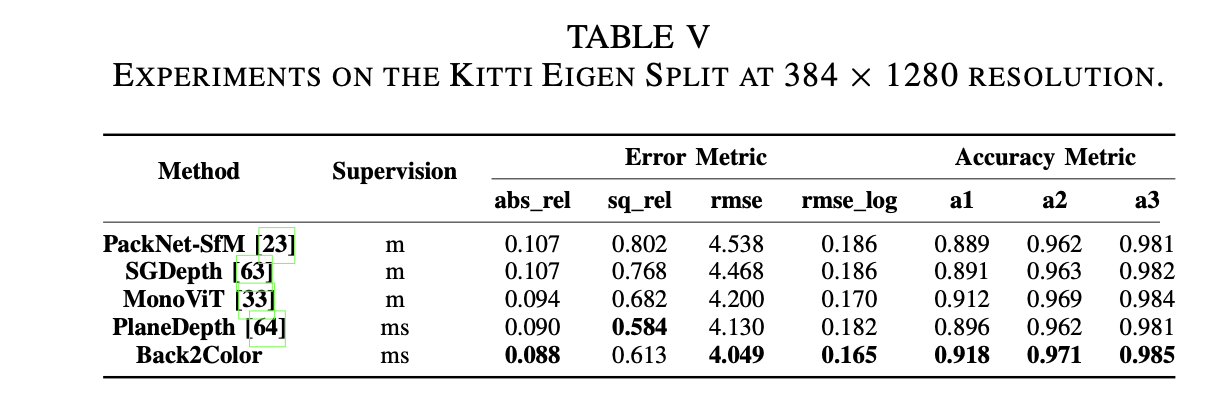 TABLE V
EXPERIMENTS ON THE KITTI EIGEN SPLIT AT 384 × 1280 RESOLUTION.
Method Supervision Error Metric Accuracy Metric
abs_rel sq_rel rmse rmse_log a1 a2 a3
PackNet-SfM [23] m 0.107 0.802 4.538 0.186 0.889 0.962 0.981
SGDepth [63] m 0.107 0.768 4.468 0.186 0.891 0.963 0.982
MonoViT [33] m 0.094 0.682 4.200 0.170 0.912 0.969 0.984
PlaneDepth [64] ms 0.090 0.584 4.130 0.182 0.896 0.962 0.981
Back2Color ms 0.088 0.613 4.049 0.165 0.918 0.971 0.985